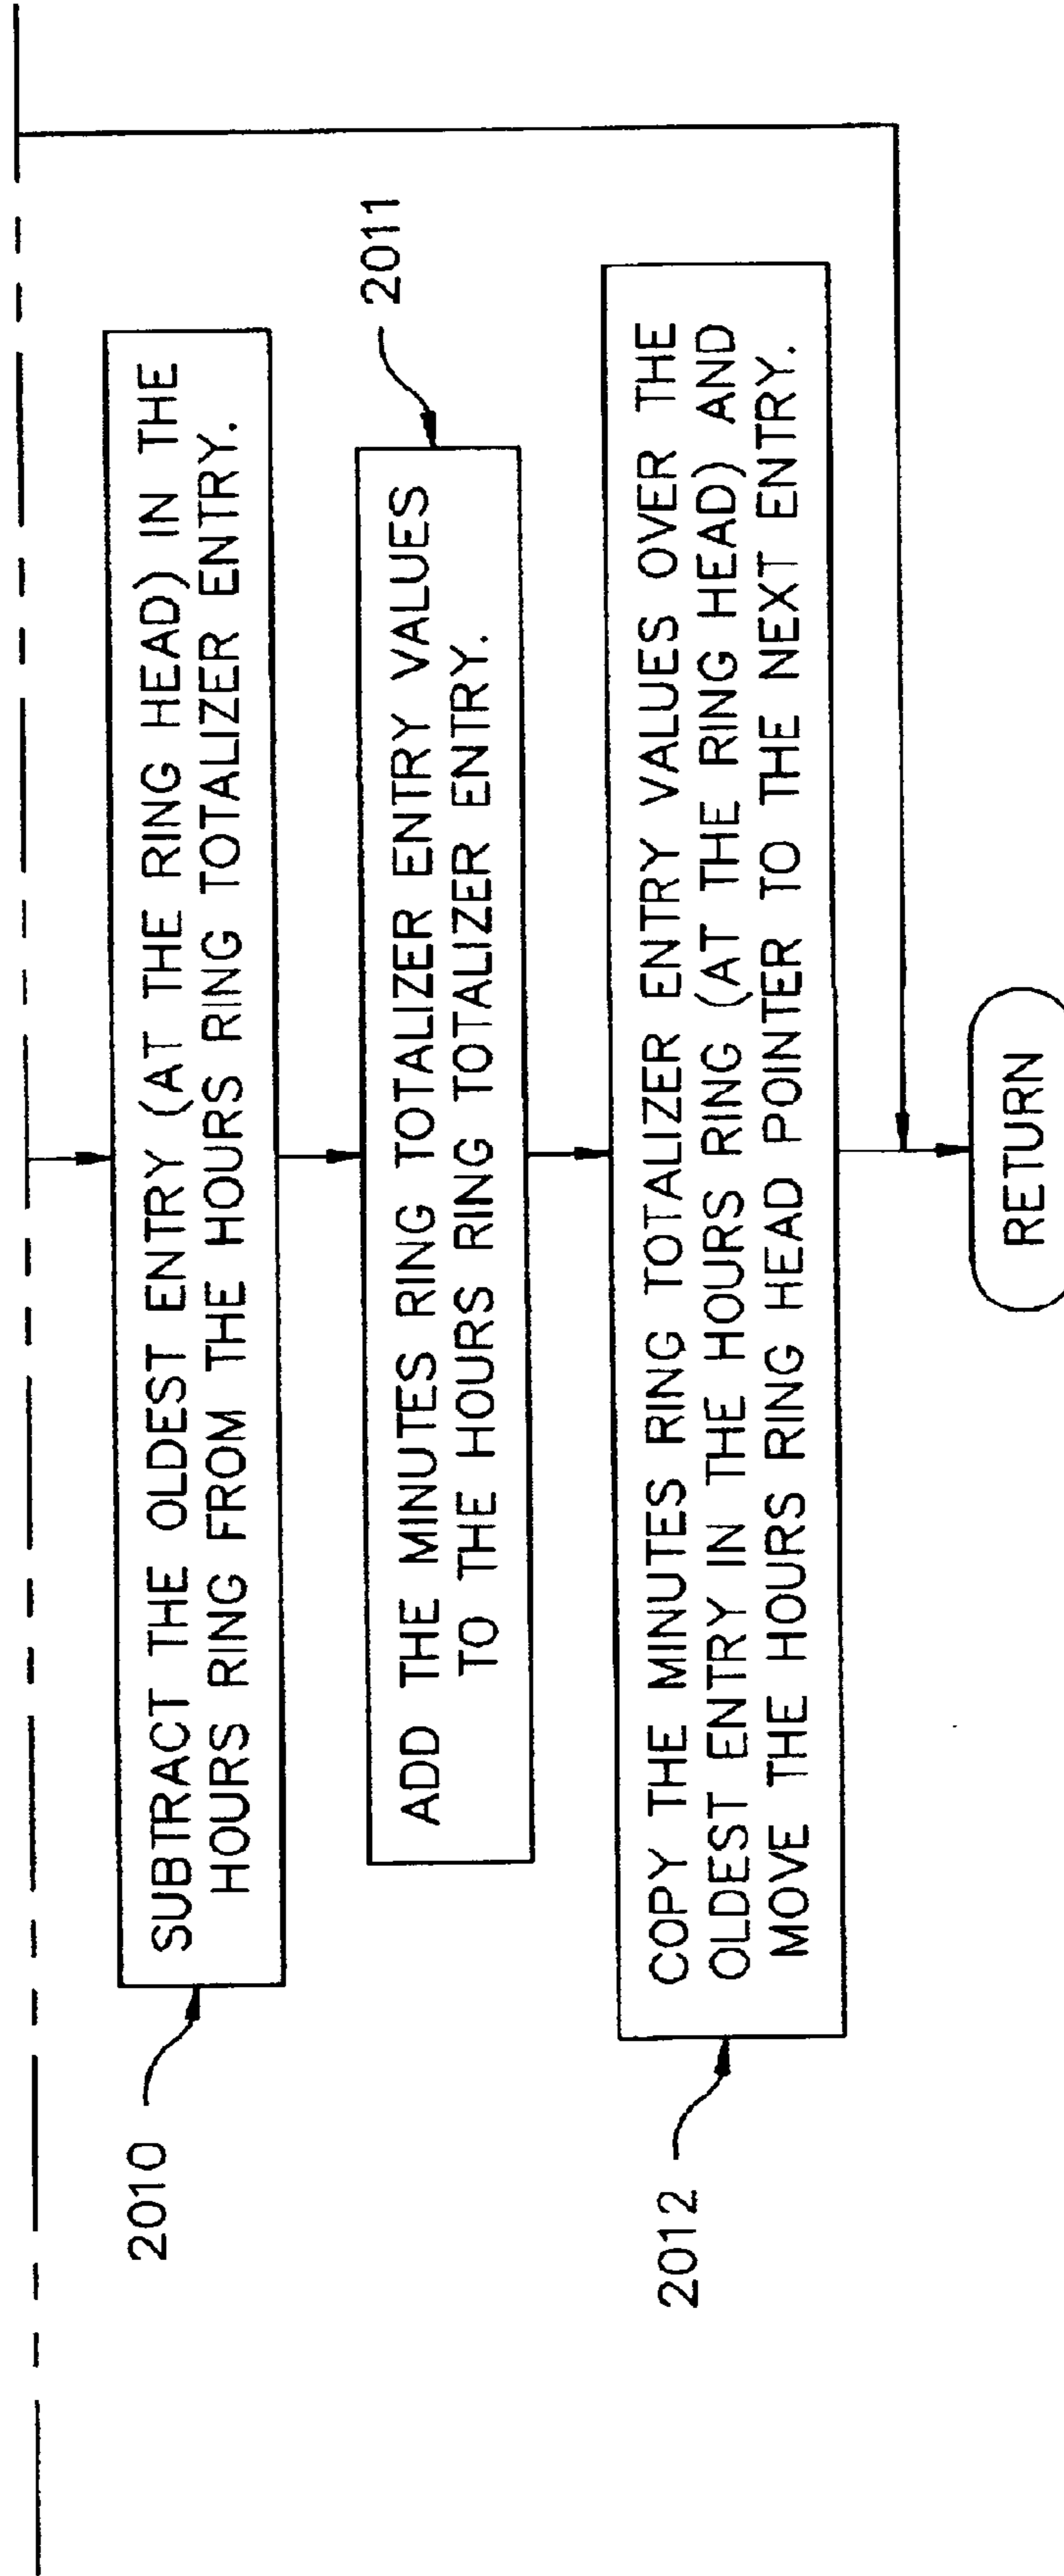 2010
SUBTRACT THE OLDEST ENTRY (AT THE RING HEAD) IN THE
HOURS RING FROM THE HOURS RING TOTALIZER ENTRY.
2011
ADD THE MINUTES RING TOTALIZER ENTRY VALUES
TO THE HOURS RING TOTALIZER ENTRY.
2012
COPY THE MINUTES RING TOTALIZER ENTRY VALUES OVER THE
OLDEST ENTRY IN THE HOURS RING (AT THE RING HEAD) AND
MOVE THE HOURS RING HEAD POINTER TO THE NEXT ENTRY.
RETURN